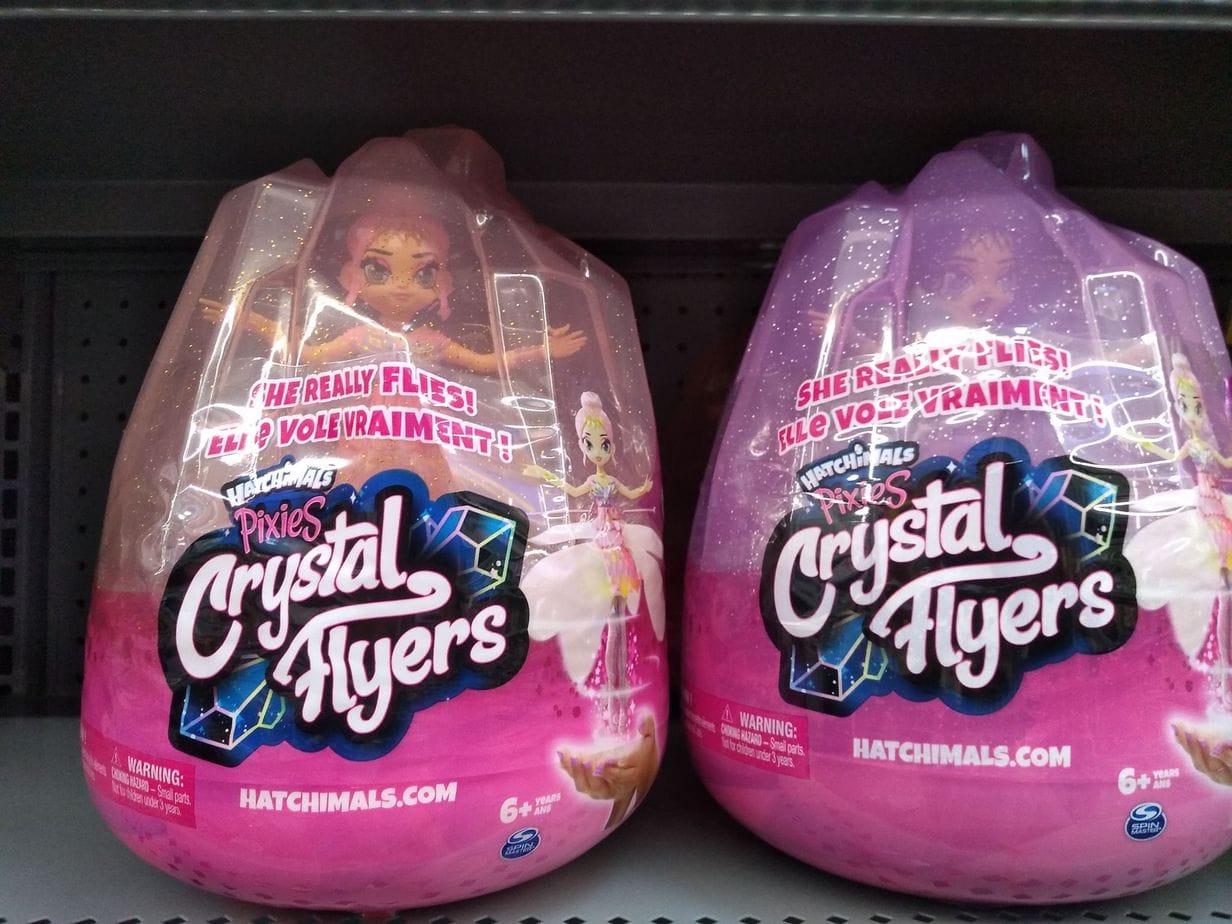 SHE REALLY FLIES!
ELLE VOLE VRAIMENT !
HATCHIMALS
Pixies
Crystal
Flyers
WARNING:
CHOKING HAZARD – Small parts.
Not for children under 3 years.
HATCHIMALS.COM
6+ YEARS
ANS
SPIN
MASTER
SHE REALLY FLIES!
ELLE VOLE VRAIMENT !
HATCHIMALS
Pixies
Crystal
Flyers
WARNING:
CHOKING HAZARD – Small parts.
Not for children under 3 years.
HATCHIMALS.COM
6+ YEARS
ANS
SPIN
MASTER